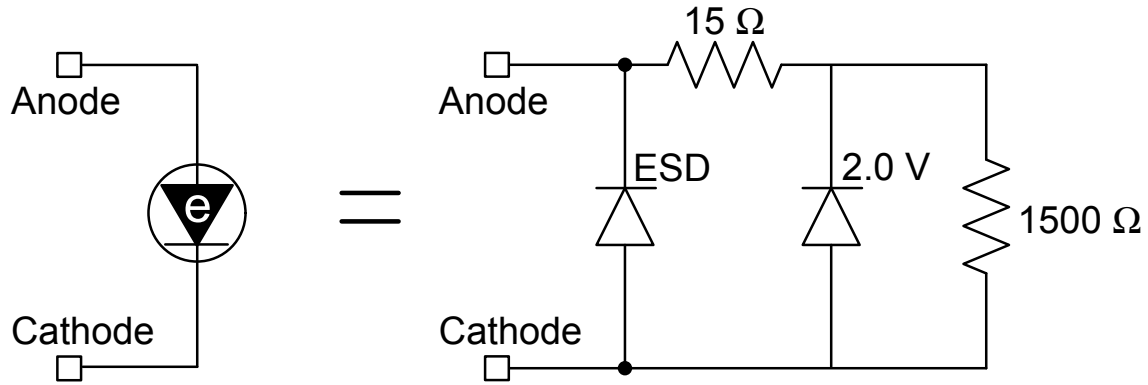 15 Ω
Anode
Anode
ESD
2.0 V
e
1500 Ω
Cathode
Cathode